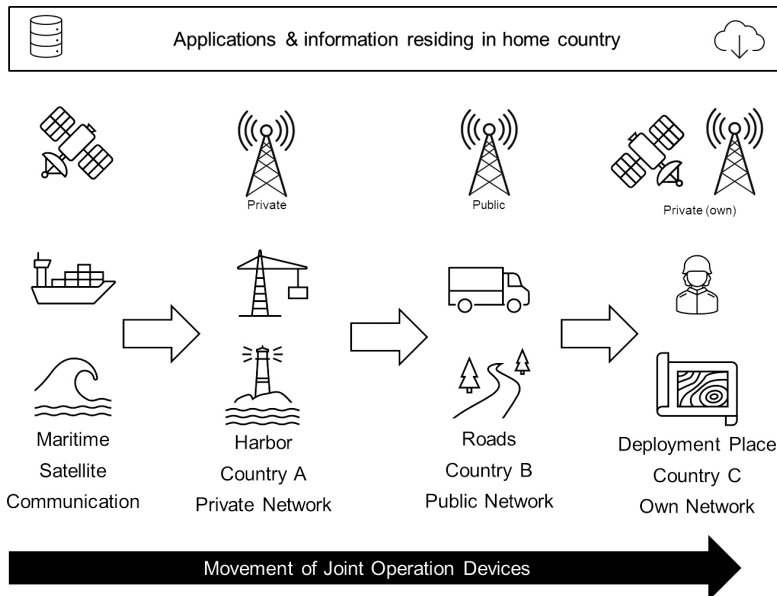 Applications & information residing in home country
Private
Public
Private (own)
Maritime
Satellite
Communication
Harbor
Country A
Private Network
Roads
Country B
Public Network
Deployment Place
Country C
Own Network
Movement of Joint Operation Devices